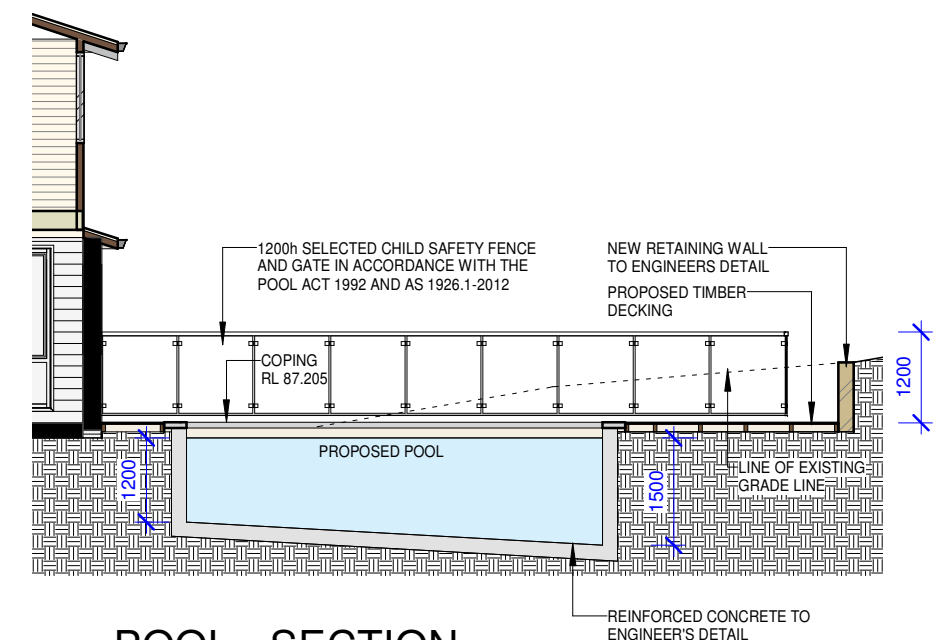 1200h SELECTED CHILD SAFETY FENCE
AND GATE IN ACCORDANCE WITH THE
POOL ACT 1992 AND AS 1926.1-2012
NEW RETAINING WALL
TO ENGINEERS DETAIL
PROPOSED TIMBER
DECKING
COPING
RL 87.205
1200
PROPOSED POOL
1200
1500
LINE OF EXISTING
GRADE LINE
REINFORCED CONCRETE TO
ENGINEER'S DETAIL
POOL SECTION